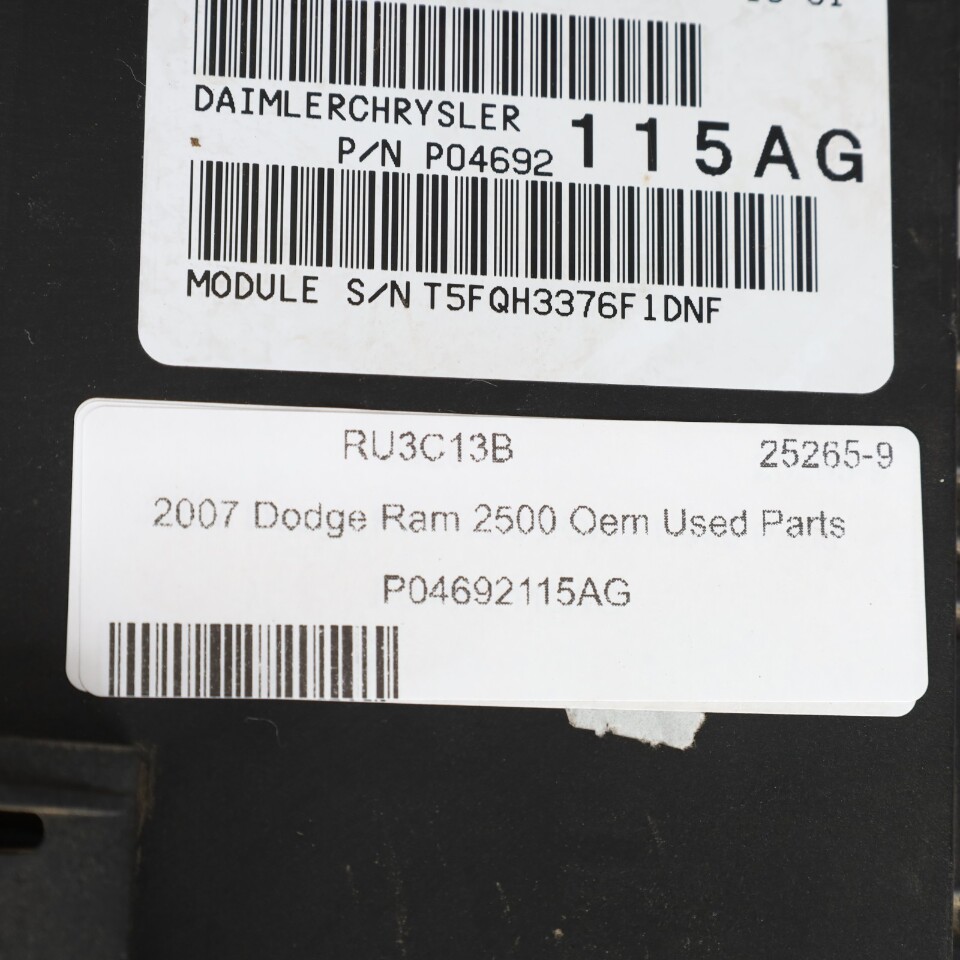 DAIMLERCHRYSLER
P/N P04692 115AG
MODULE S/N T5FQH3376F1DNF
RU3C13B 25265-9
2007 Dodge Ram 2500 Oem Used Parts
P04692115AG